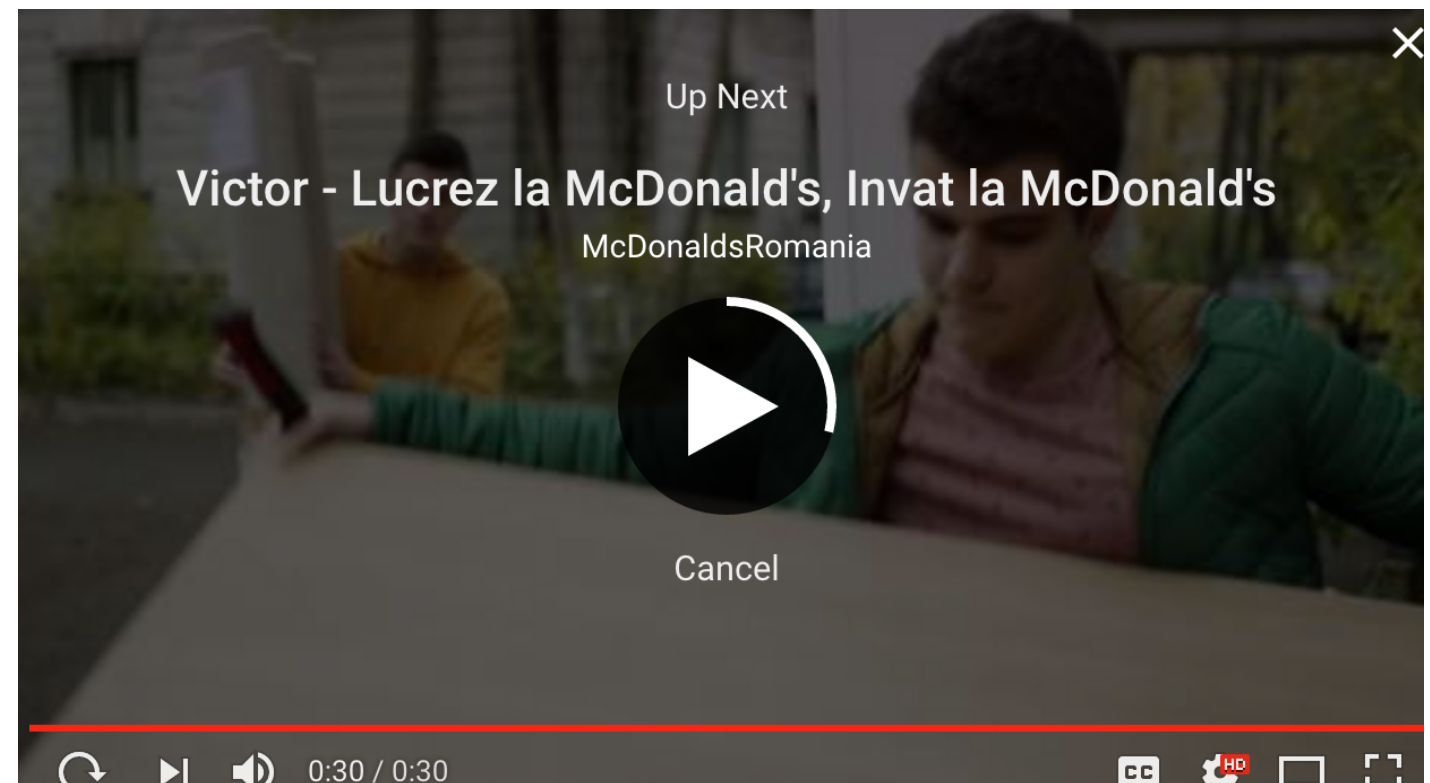 Up Next
Victor - Lucrez la McDonald's, Invat la McDonald's
McDonaldsRomania
Cancel
0:30 / 0:30
CC
HD